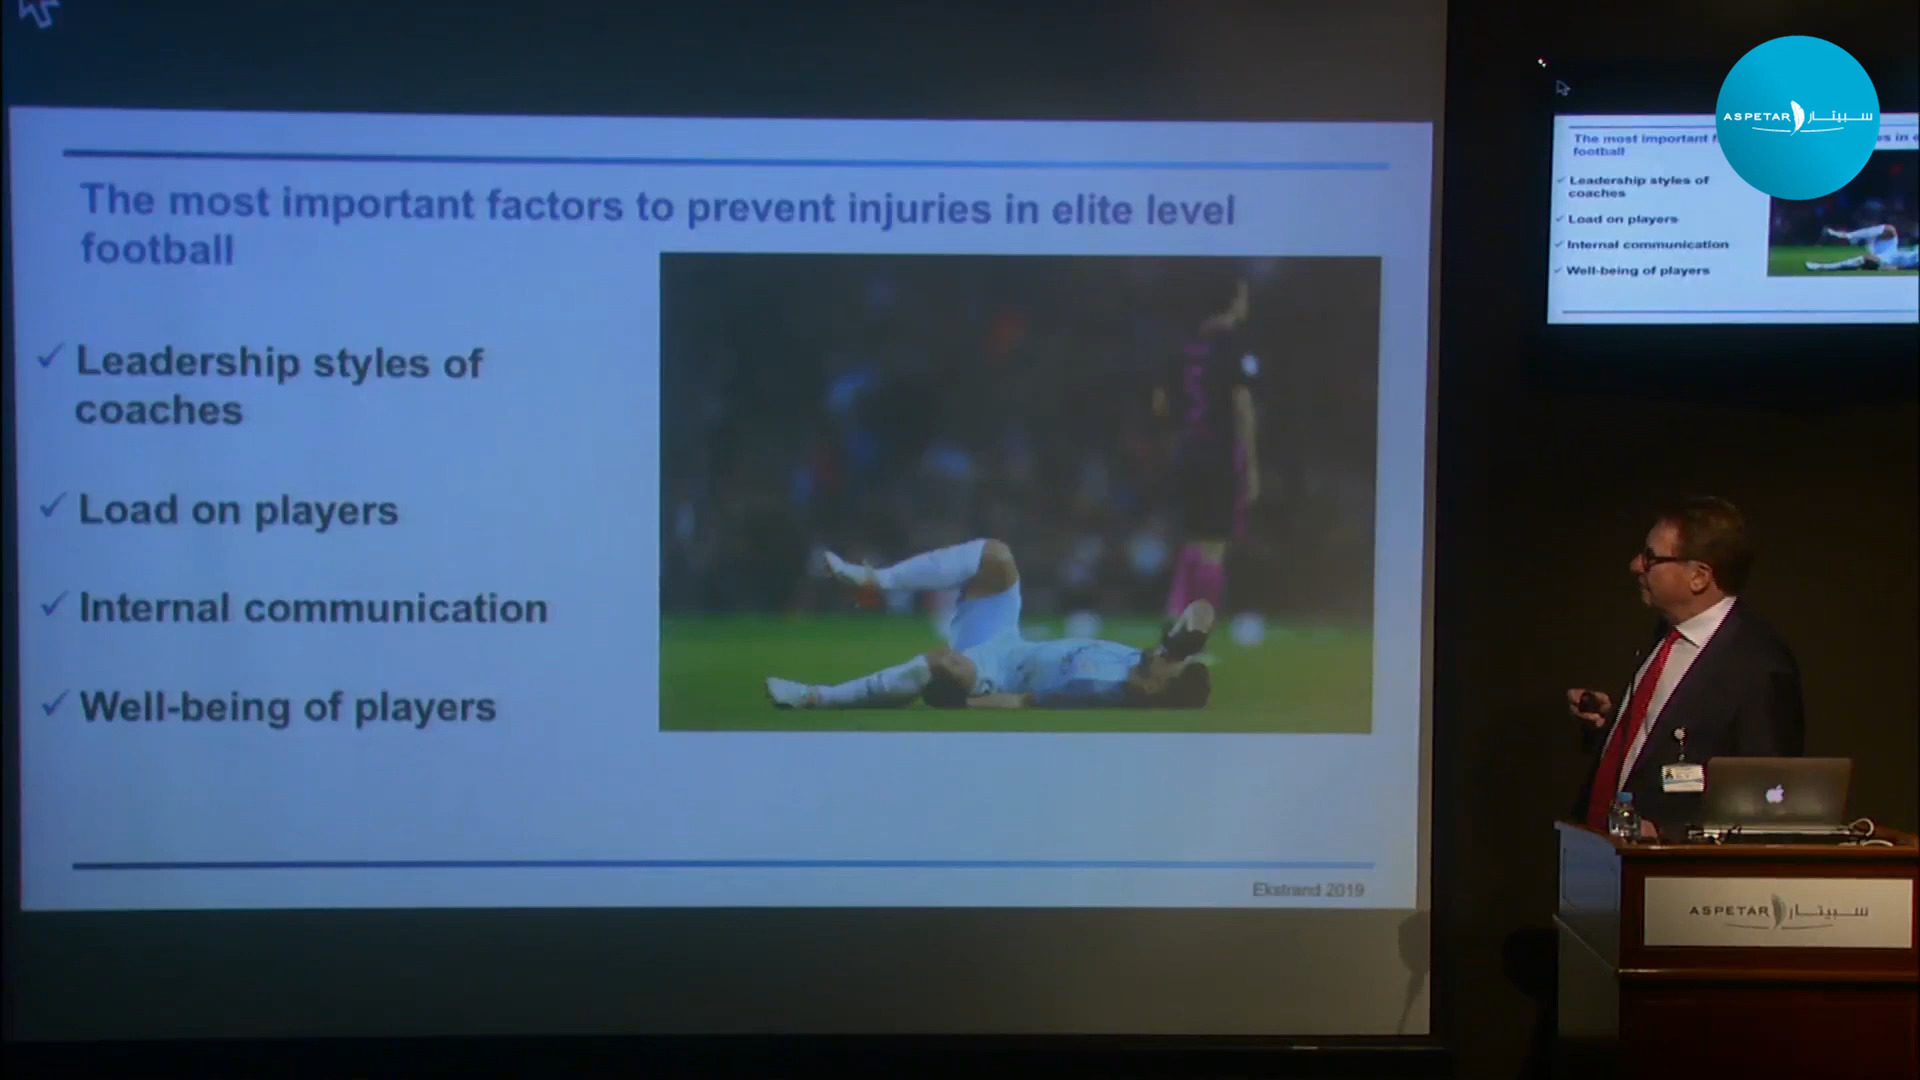 The most important factors to prevent injuries in elite level
football
✓ Leadership styles of
coaches
✓ Load on players
✓ Internal communication
✓ Well-being of players
Ekstrand 2019
ASPETAR سبيتار
The most important
es in e
football
✓ Leadership styles of
coaches
✓ Load on players
✓ Internal communication
✓ Well-being of players
ASPETAR سبيتار